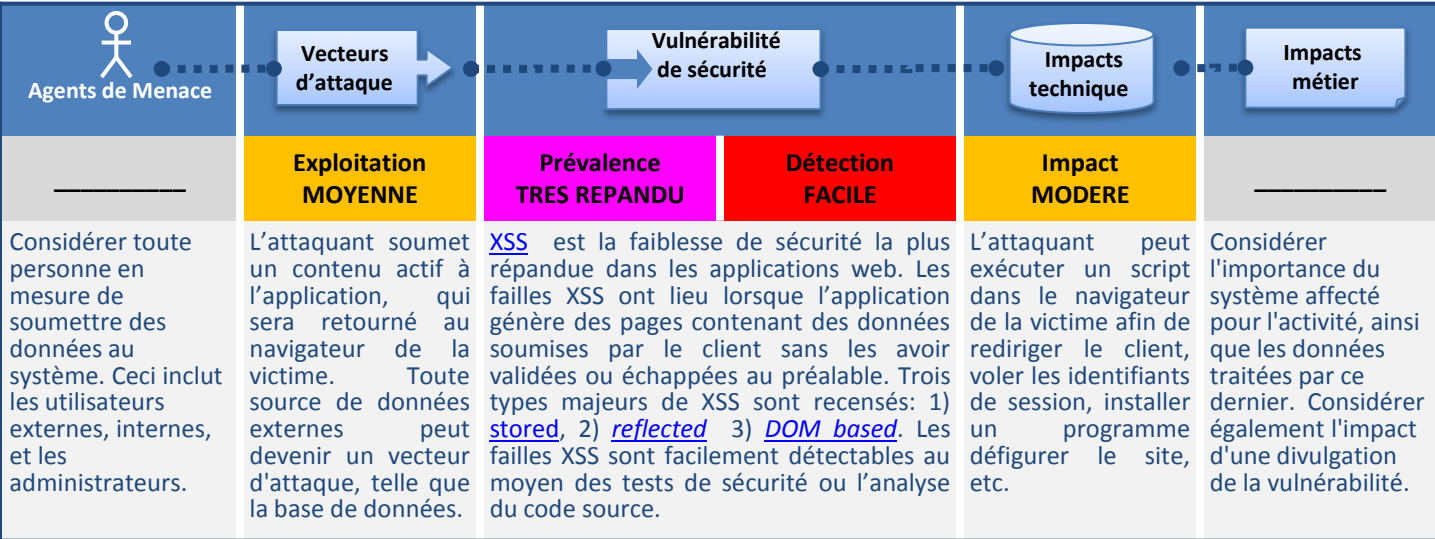 Agents de Menace
Vecteurs
d'attaque
Vulnérabilité
de sécurité
Impacts
technique
Impacts
métier
__________
Exploitation
MOYENNE
Prévalence
TRES REPANDU
Détection
FACILE
Impact
MODERE
__________
Considérer toute
personne en
mesure de
soumettre des
données au
système. Ceci inclut
les utilisateurs
externes, internes,
et les
administrateurs.
L'attaquant soumet
un contenu actif à
l'application, qui
sera retourné au
navigateur de la
victime. Toute
source de données
externes peut
devenir un vecteur
d'attaque, telle que
la base de données.
XSS est la faiblesse de sécurité la plus
répandue dans les applications web. Les
failles XSS ont lieu lorsque l'application
génère des pages contenant des données
soumises par le client sans les avoir
validées ou échappées au préalable. Trois
types majeurs de XSS sont recensés: 1)
stored, 2) reflected 3) DOM based. Les
failles XSS sont facilement détectables au
moyen des tests de sécurité ou l'analyse
du code source.
L'attaquant peut
exécuter un script
dans le navigateur
de la victime afin de
rediriger le client,
voler les identifiants
de session, installer
un programme
défigurer le site,
etc.
Considérer
l'importance du
système affecté
pour l'activité, ainsi
que les données
traitées par ce
dernier. Considérer
également l'impact
d'une divulgation
de la vulnérabilité.